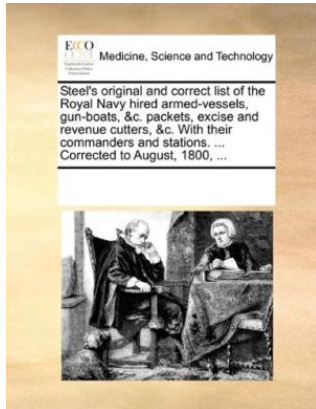 ECCO
Medicine, Science and Technology
Steel's original and correct list of the
Royal Navy hired armed-vessels,
gun-boats, &c. packets, excise and
revenue cutters, &c. With their
commanders and stations. ...
Corrected to August, 1800, ...